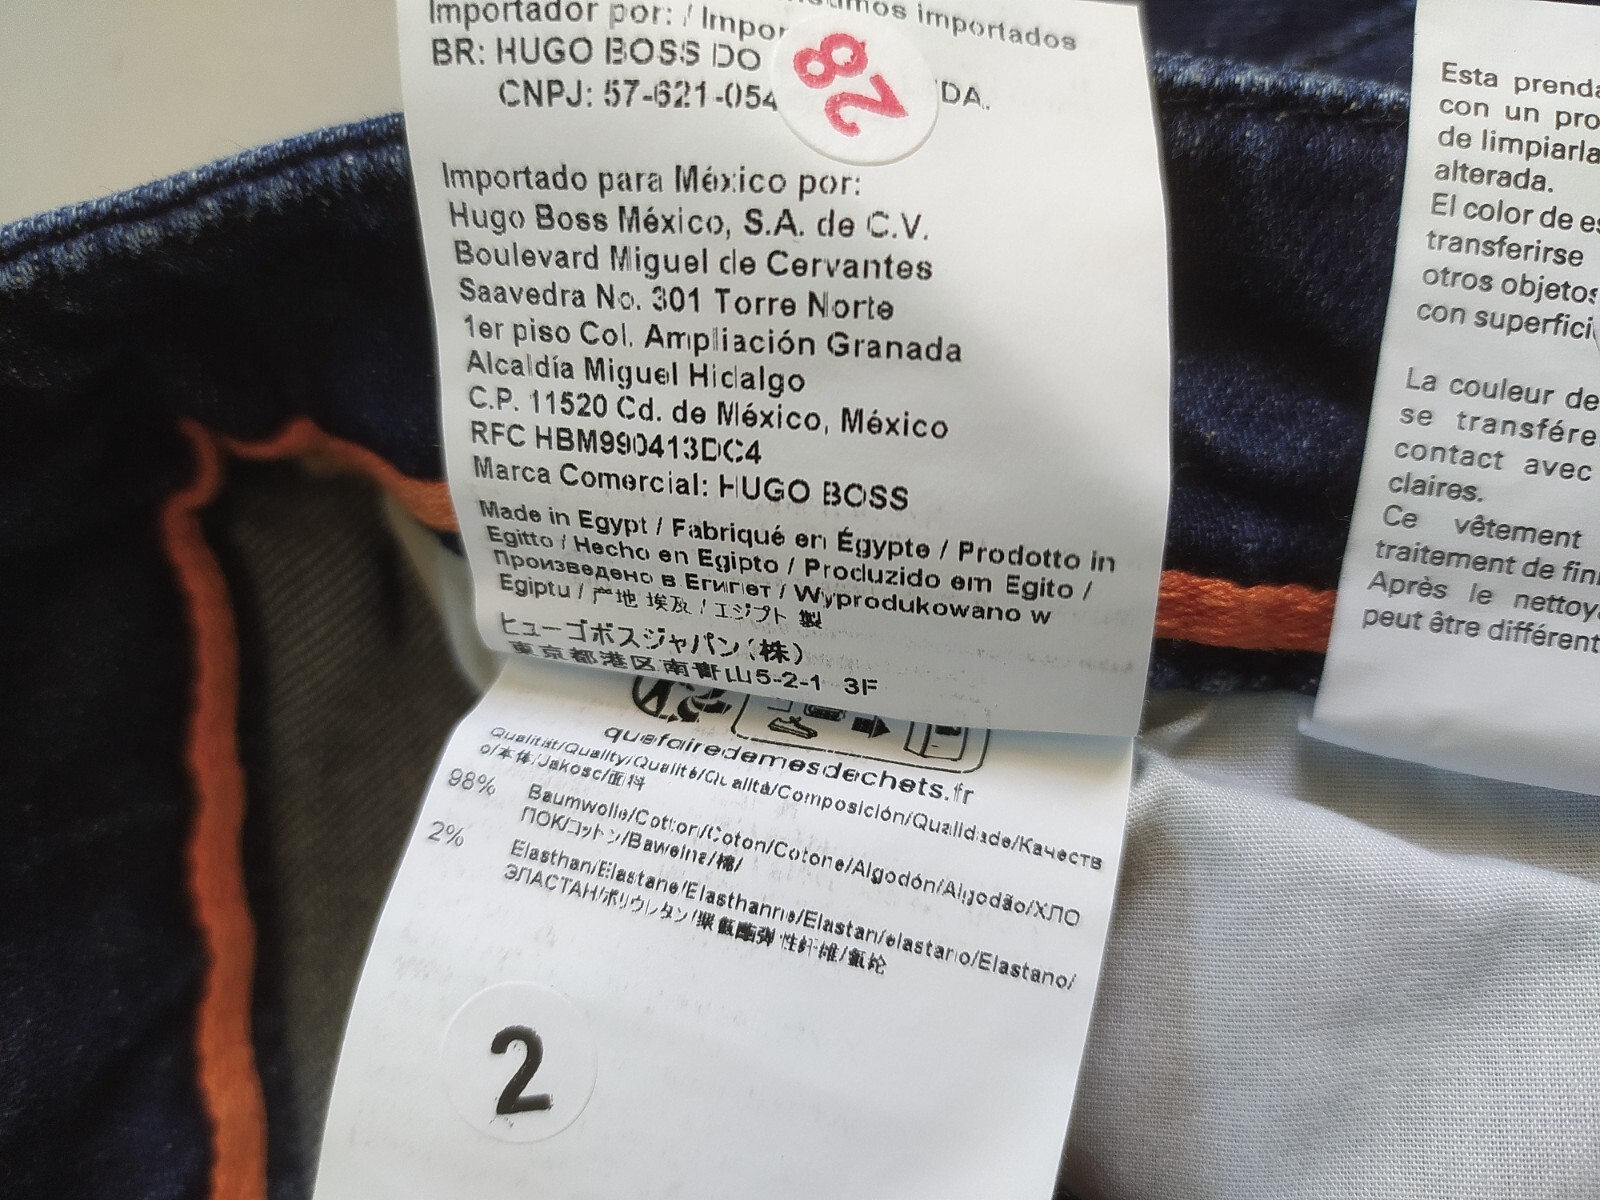 Importador por: / Impor
importados
BR: HUGO BOSS DO
CNPJ: 57-621-054
DA.
28
Importado para México por:
Hugo Boss México, S.A. de C.V.
Boulevard Miguel de Cervantes
Saavedra No. 301 Torre Norte
1er piso Col. Ampliación Granada
Alcaldía Miguel Hidalgo
C.P. 11520 Cd. de México, México
RFC HBM990413DC4
Marca Comercial: HUGO BOSS
Made in Egypt / Fabriqué en Égypte / Prodotto in
Egitto / Hecho en Egipto / Produzido em Egito /
Произведено в Египет / Wyprodukowano w
Egiptu / 产地 埃及 / エジプト 製
ヒューゴボスジャパン(株)
東京都港区南青山5-2-1 3F
quefairedemesdechets.fr
Qualität/Quality/Qualité/Qualità/Composición/Qualidade/Качеств
о/本体/Jakosc/面料
98%
Baumwolle/Cotton/Coton/Cotone/Algodón/Algodão/ХЛО
ПОК/コットン/Bawelna/棉/
2%
Elasthan/Elastane/Elasthanne/Elastan/elastano/Elastano/
ЭЛАСТАН/ポリウレタン/聚氨酯弹性纤维/氨纶
2
Esta prenda
con un pro
de limpiarla
alterada.
El color de es
transferirse
otros objetos
con superfici
La couleur de
se transfére
contact avec
claires.
Ce vêtement
traitement de fini
Après le nettoy
peut être différent